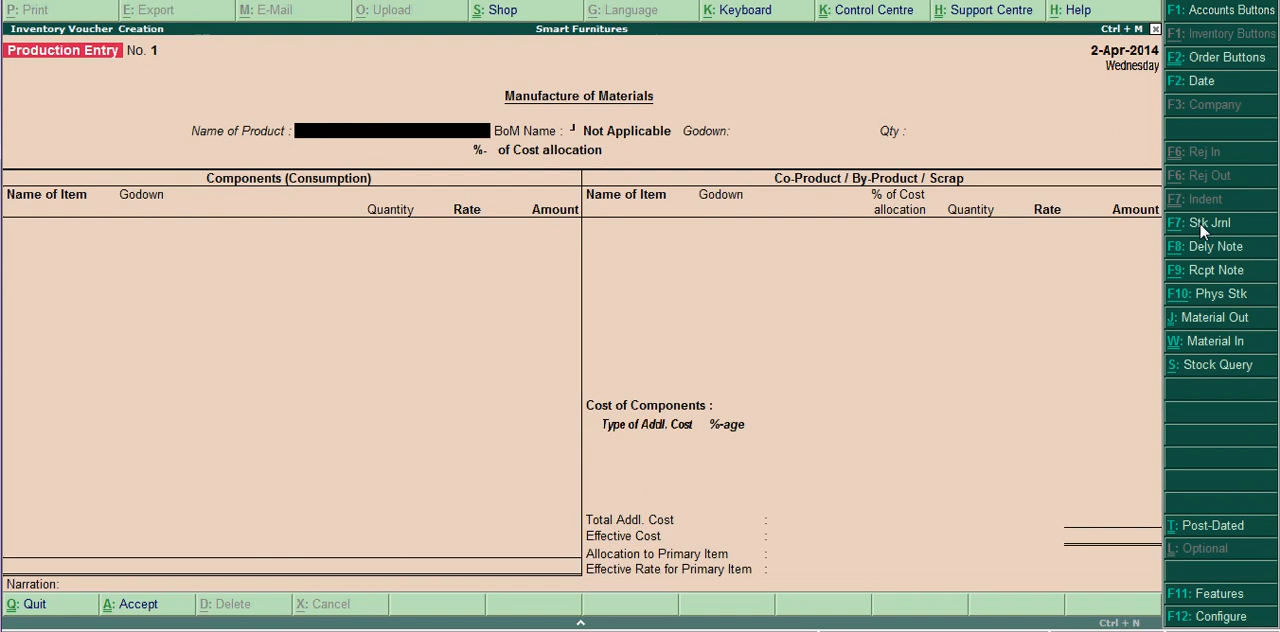 P: Print E: Export M: E-Mail O: Upload S: Shop G: Language K: Keyboard K: Control Centre H: Support Centre H: Help F1: Accounts Buttons
Inventory Voucher Creation Smart Furnitures Ctrl + M
F1: Inventory Buttons
Production Entry No. 1 2-Apr-2014
Wednesday
F2: Order Buttons
F2: Date
Manufacture of Materials
F3: Company
Name of Product : BoM Name : ┘ Not Applicable Godown: Qty :
%- of Cost allocation
F6: Rej In
Components (Consumption) Co-Product / By-Product / Scrap
F6: Rej Out
Name of Item Godown Name of Item Godown % of Cost
Quantity Rate Amount allocation Quantity Rate Amount
F7: Indent
F7: Stk Jrnl
F8: Dely Note
F9: Rcpt Note
F10: Phys Stk
J: Material Out
W: Material In
S: Stock Query
Cost of Components :
Type of Addl. Cost %-age
Total Addl. Cost :
Effective Cost :
Allocation to Primary Item :
Effective Rate for Primary Item :
T: Post-Dated
L: Optional
Narration:
F11: Features
Q: Quit A: Accept D: Delete X: Cancel
F12: Configure
Ctrl + N